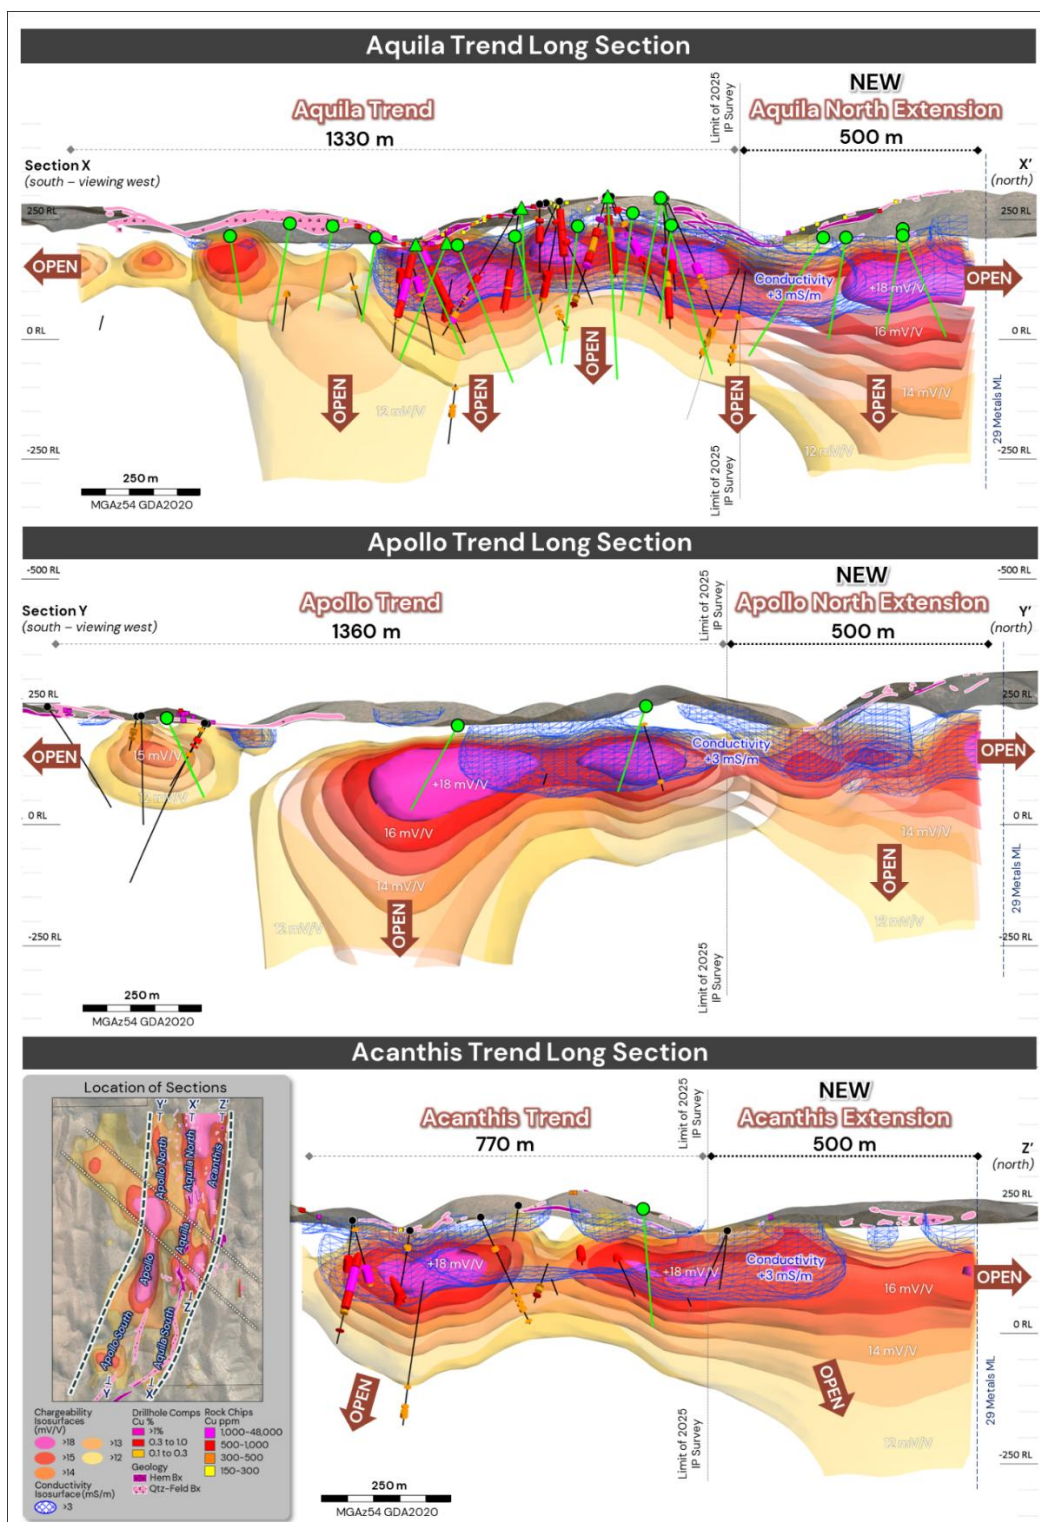 Aquila Trend Long Section
Aquila Trend
1330 m
Limit of 2025
IP Survey
NEW
Aquila North Extension
500 m
Section X
(south – viewing west)
X'
(north)
250 RL
250 RL
OPEN
OPEN
Conductivity
+3 mS/m
+18 mV/V
0 RL
16 mV/V
0 RL
OPEN
OPEN
OPEN
OPEN
OPEN
14 mV/V
12 mV/V
12 mV/V
29 Metals ML
-250 RL
-250 RL
Limit of 2025
IP Survey
250 m
MGAz54 GDA2020
Apollo Trend Long Section
-500 RL
-500 RL
Apollo Trend
1360 m
Limit of 2025
IP Survey
NEW
Apollo North Extension
500 m
Section Y
(south – viewing west)
Y'
(north)
250 RL
250 RL
OPEN
OPEN
15 mV/V
12 mV/V
Conductivity
+3 mS/m
+18 mV/V
0 RL
0 RL
16 mV/V
14 mV/V
14 mV/V
OPEN
OPEN
12 mV/V
12 mV/V
29 Metals ML
-250 RL
-250 RL
Limit of 2025
IP Survey
250 m
MGAz54 GDA2020
Acanthis Trend Long Section
Location of Sections
Y'
X'
Z'
Apollo North
Aquila North
Acanthis
Aquila
Apollo
Z
Apollo South
Aquila South
Y
X
Chargeability
Isosurfaces
(mV/V)
>18
>13
>15
>12
>14
Conductivity
Isosurface (mS/m)
>3
Drillhole Comps
Cu %
>1%
0.3 to 1.0
0.1 to 0.3
Geology
Hem Bx
Qtz-Feld Bx
Rock Chips
Cu ppm
1,000-48,000
500-1,000
300-500
150-300
Acanthis Trend
770 m
Limit of 2025
IP Survey
NEW
Acanthis Extension
500 m
Z'
(north)
250 RL
+18 mV/V
+18 mV/V
Conductivity
+3 mS/m
16 mV/V
OPEN
0 RL
14 mV/V
OPEN
OPEN
12 mV/V
29 Metals ML
-250 RL
Limit of 2025
IP Survey
250 m
MGAz54 GDA2020